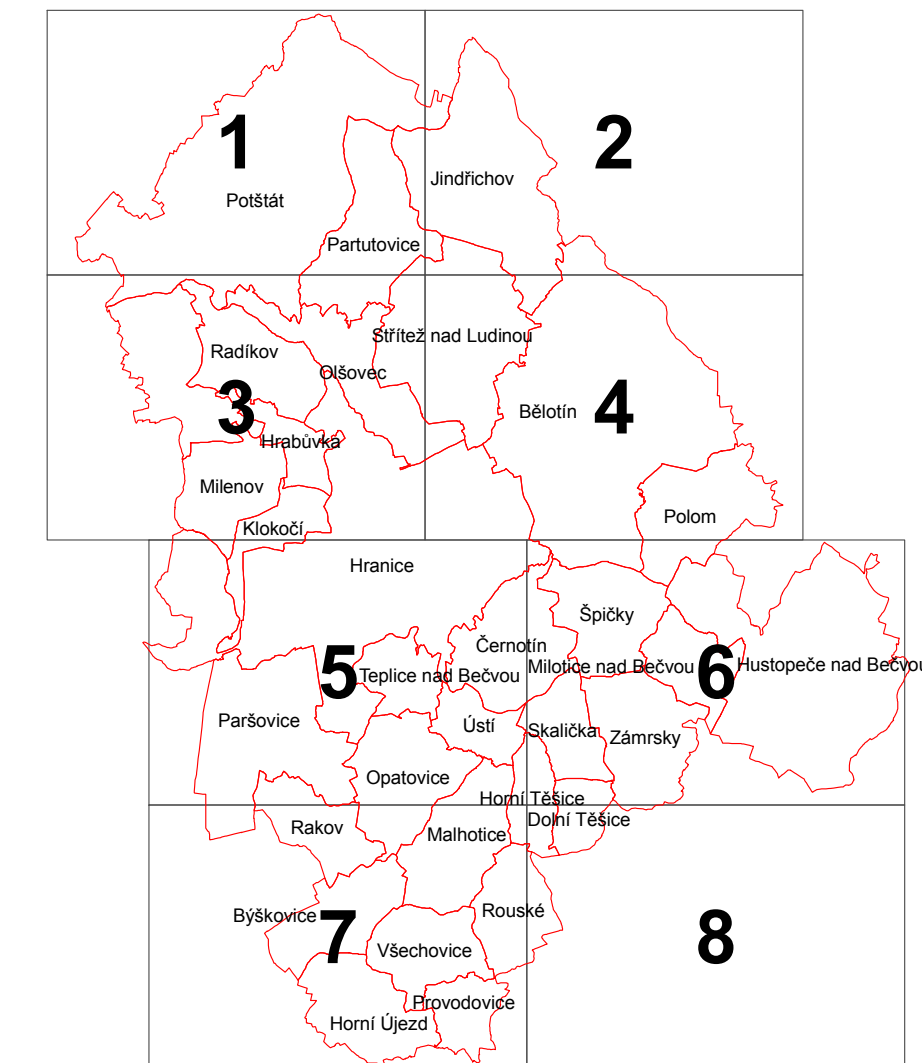 1
2
Jindřichov
Potštát
Partutovice
Střítež nad Ludinou
Radíkov
Olšovec
3
Bělotín
4
Hrabůvka
Milenov
Polom
Klokočí
Hranice
Špičky
Černotín
5
Teplice nad Bečvou
Milotice nad Bečvou
6
Hustopeče nad Bečvou
Paršovice
Ústí
Skalička
Zámrsky
Opatovice
Horní Těšice
Dolní Těšice
Rakov
Malhotice
Býškovice
Rouské
7
8
Všechovice
Provodovice
Horní Újezd